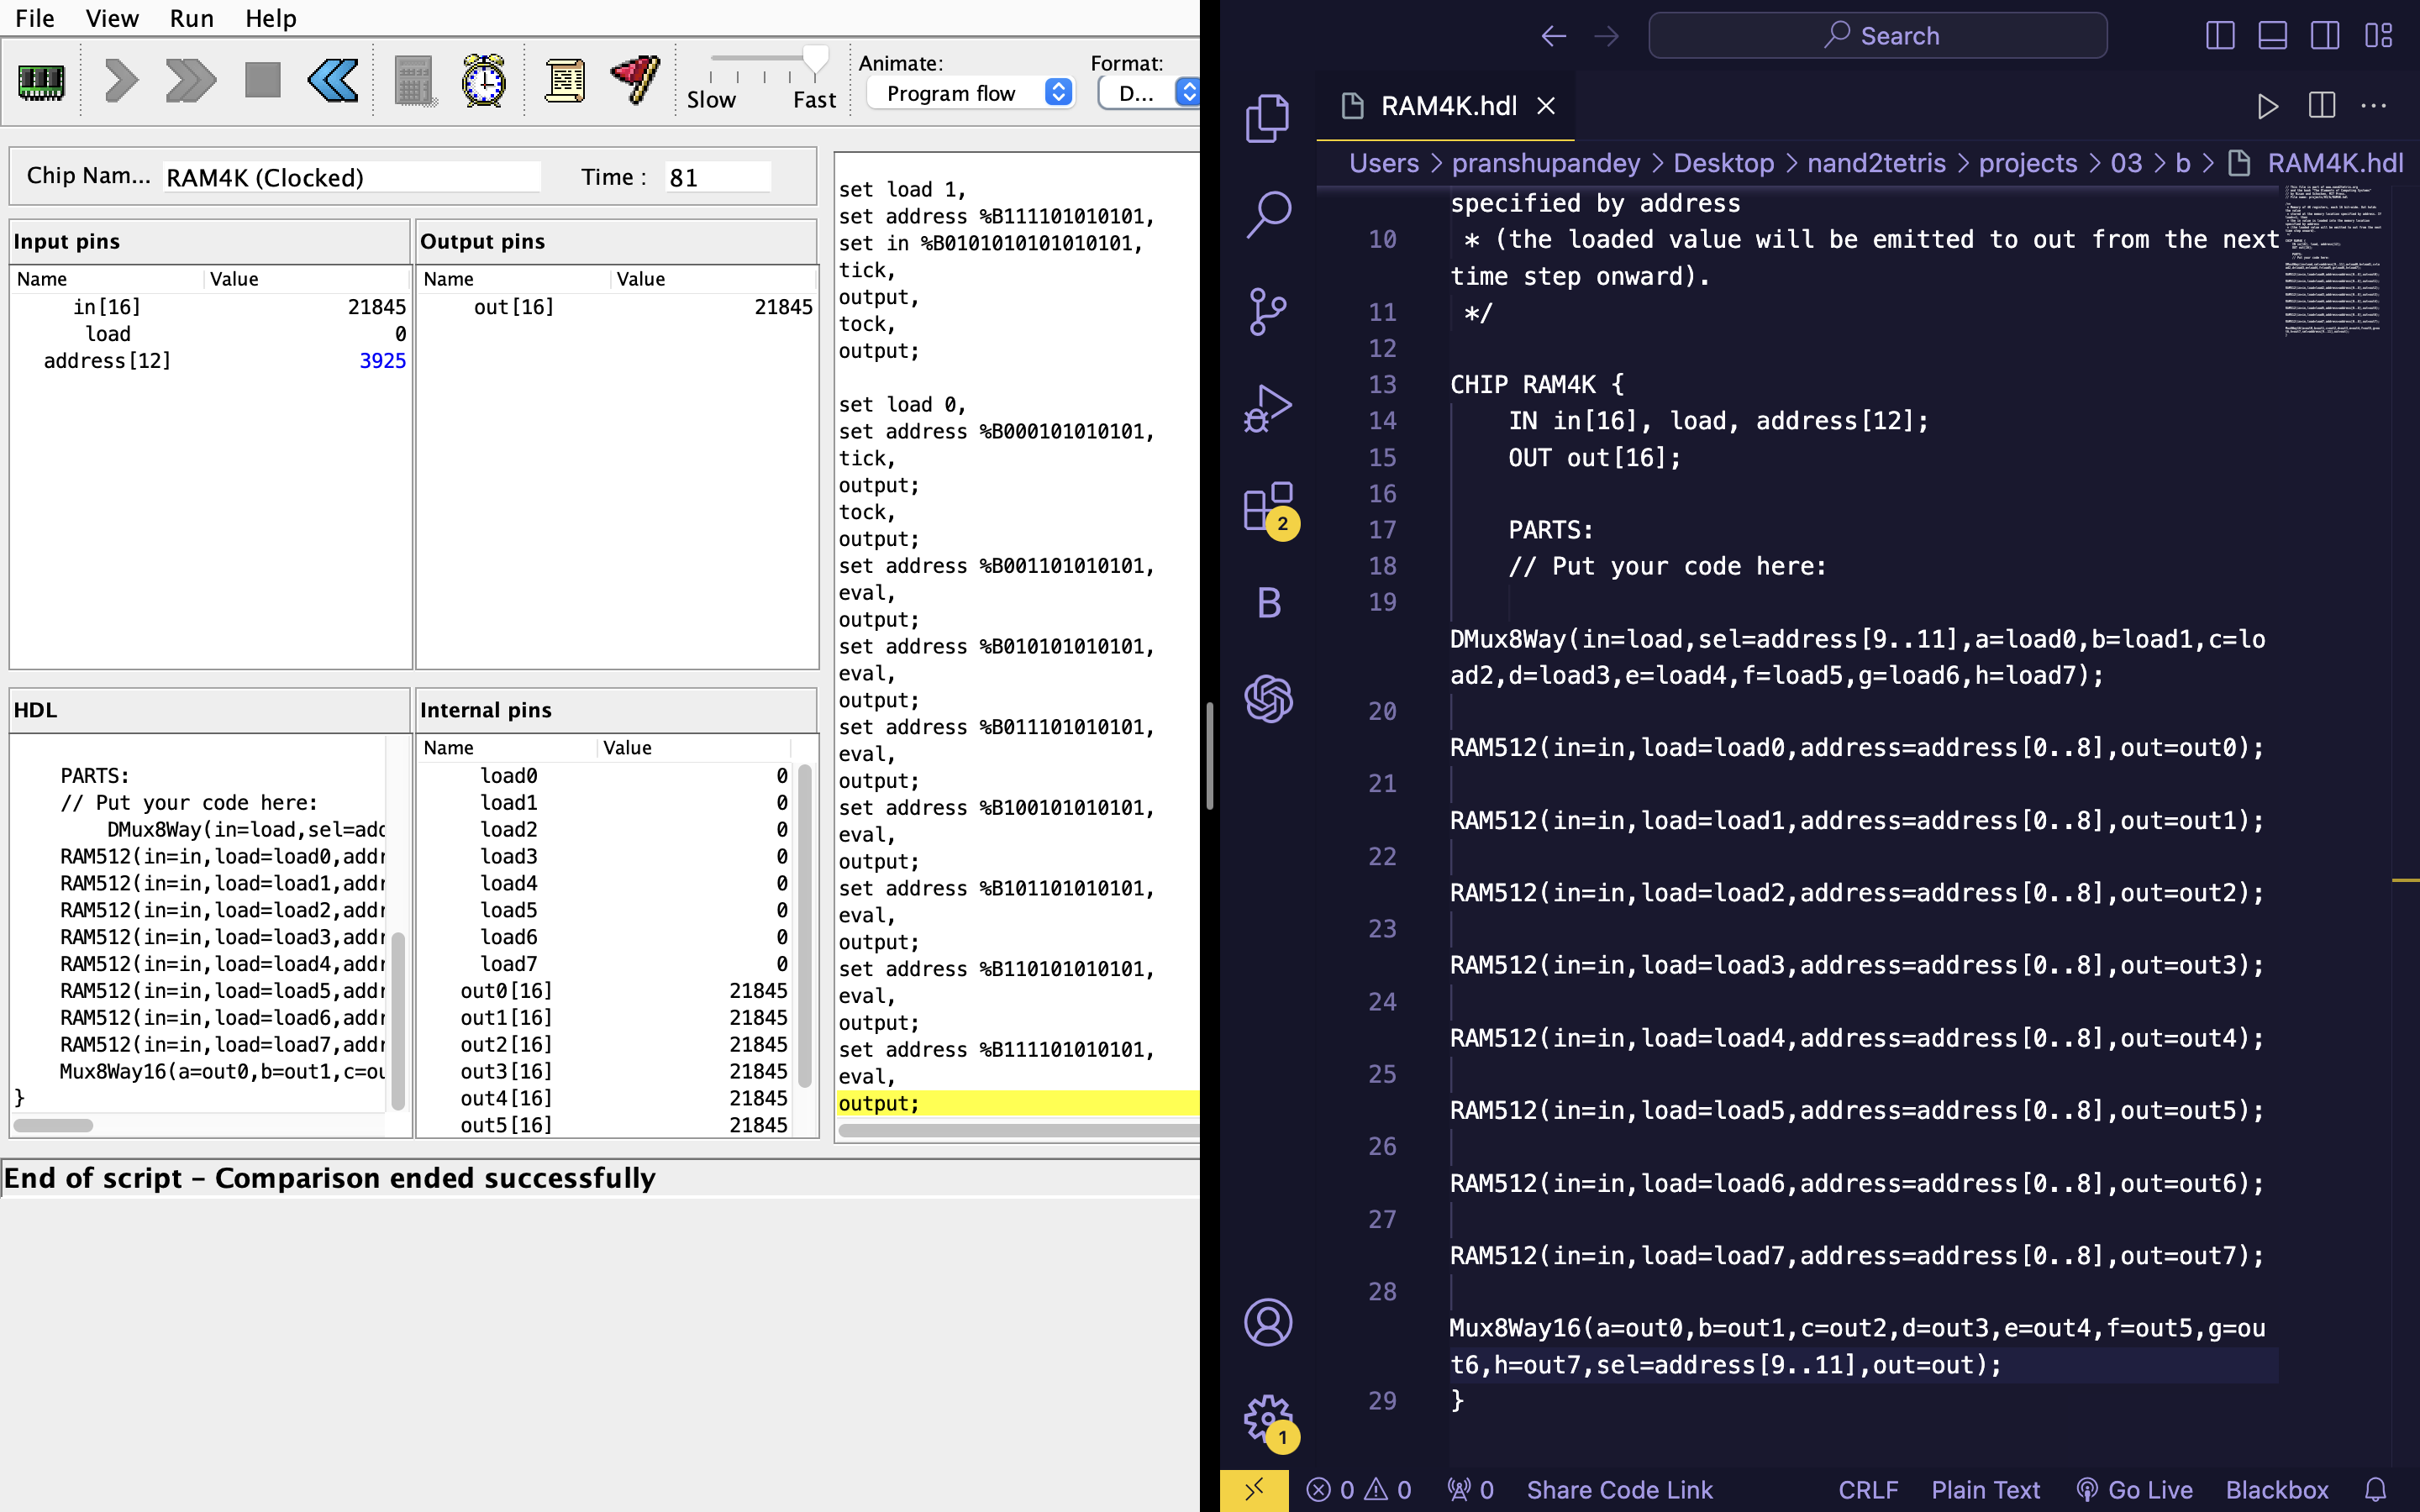 File View Run Help
Slow Fast
Animate:
Program flow
Format:
D...
Chip Nam... RAM4K (Clocked) Time : 81
Input pins
Name Value
in[16] 21845
load 0
address[12] 3925
Output pins
Name Value
out[16] 21845
HDL
PARTS:
// Put your code here:
DMux8Way(in=load,sel=add
RAM512(in=in,load=load0,addr
RAM512(in=in,load=load1,addr
RAM512(in=in,load=load2,addr
RAM512(in=in,load=load3,addr
RAM512(in=in,load=load4,addr
RAM512(in=in,load=load5,addr
RAM512(in=in,load=load6,addr
RAM512(in=in,load=load7,addr
Mux8Way16(a=out0,b=out1,c=ou
}
Internal pins
Name Value
load0 0
load1 0
load2 0
load3 0
load4 0
load5 0
load6 0
load7 0
out0[16] 21845
out1[16] 21845
out2[16] 21845
out3[16] 21845
out4[16] 21845
out5[16] 21845
set load 1,
set address %B111101010101,
set in %B0101010101010101,
tick,
output,
tock,
output;
set load 0,
set address %B000101010101,
tick,
output;
tock,
output;
set address %B001101010101,
eval,
output;
set address %B010101010101,
eval,
output;
set address %B011101010101,
eval,
output;
set address %B100101010101,
eval,
output;
set address %B101101010101,
eval,
output;
set address %B110101010101,
eval,
output;
set address %B111101010101,
eval,
output;
End of script – Comparison ended successfully
Search
RAM4K.hdl
Users > pranshupandey > Desktop > nand2tetris > projects > 03 > b > RAM4K.hdl
specified by address
10 * (the loaded value will be emitted to out from the next
time step onward).
11 */
12
13 CHIP RAM4K {
14 IN in[16], load, address[12];
15 OUT out[16];
16
17 PARTS:
18 // Put your code here:
19
DMux8Way(in=load,sel=address[9..11],a=load0,b=load1,c=lo
ad2,d=load3,e=load4,f=load5,g=load6,h=load7);
20
RAM512(in=in,load=load0,address=address[0..8],out=out0);
21
RAM512(in=in,load=load1,address=address[0..8],out=out1);
22
RAM512(in=in,load=load2,address=address[0..8],out=out2);
23
RAM512(in=in,load=load3,address=address[0..8],out=out3);
24
RAM512(in=in,load=load4,address=address[0..8],out=out4);
25
RAM512(in=in,load=load5,address=address[0..8],out=out5);
26
RAM512(in=in,load=load6,address=address[0..8],out=out6);
27
RAM512(in=in,load=load7,address=address[0..8],out=out7);
28
Mux8Way16(a=out0,b=out1,c=out2,d=out3,e=out4,f=out5,g=ou
t6,h=out7,sel=address[9..11],out=out);
29 }
2
B
1
0 0 0 Share Code Link CRLF Plain Text Go Live Blackbox